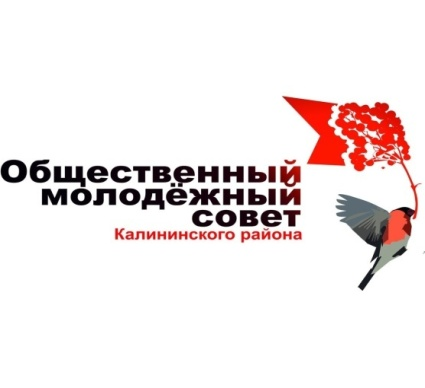 Общественный
молодёжный
совет
Калининского района